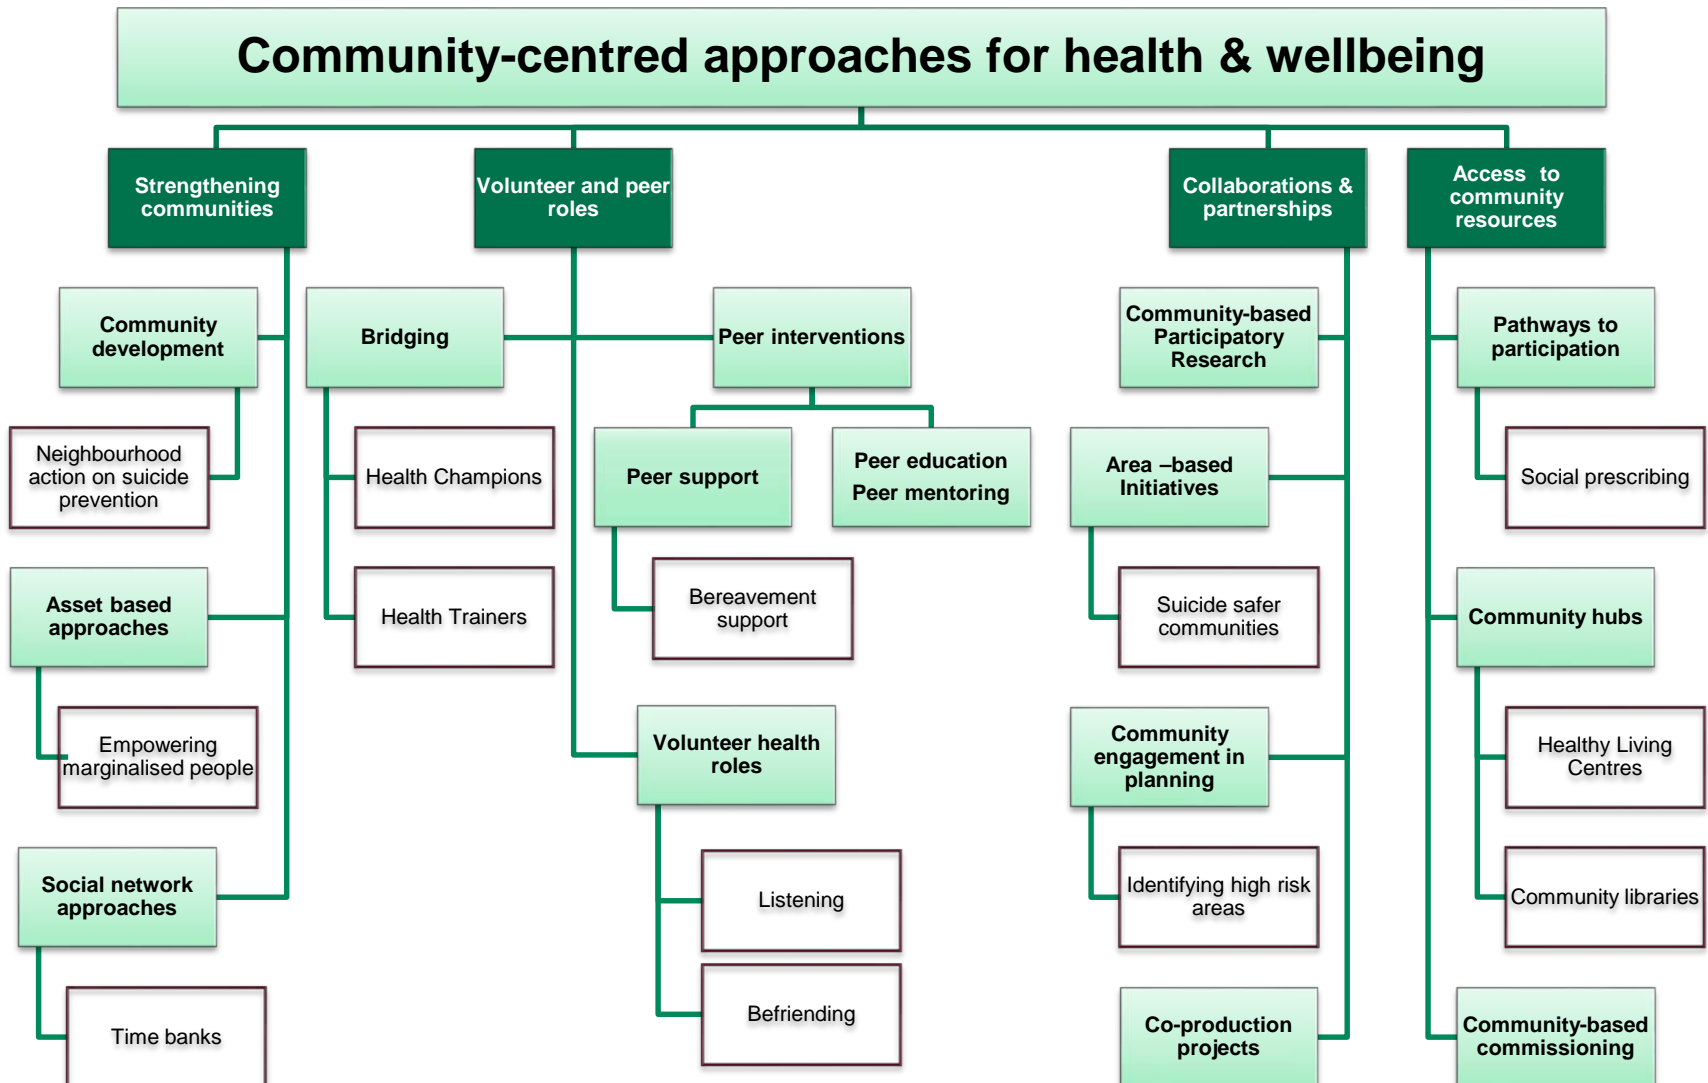 Community-centred approaches for health & wellbeing
Strengthening
communities
Volunteer and peer
roles
Collaborations &
partnerships
Access to
community
resources
Community
development
Bridging
Peer interventions
Community-based
Participatory
Research
Pathways to
participation
Neighbourhood
action on suicide
prevention
Health Champions
Peer support
Peer education
Peer mentoring
Area –based
Initiatives
Social prescribing
Asset based
approaches
Health Trainers
Bereavement
support
Suicide safer
communities
Community hubs
Empowering
marginalised people
Volunteer health
roles
Community
engagement in
planning
Healthy Living
Centres
Social network
approaches
Listening
Identifying high risk
areas
Community libraries
Time banks
Befriending
Co-production
projects
Community-based
commissioning